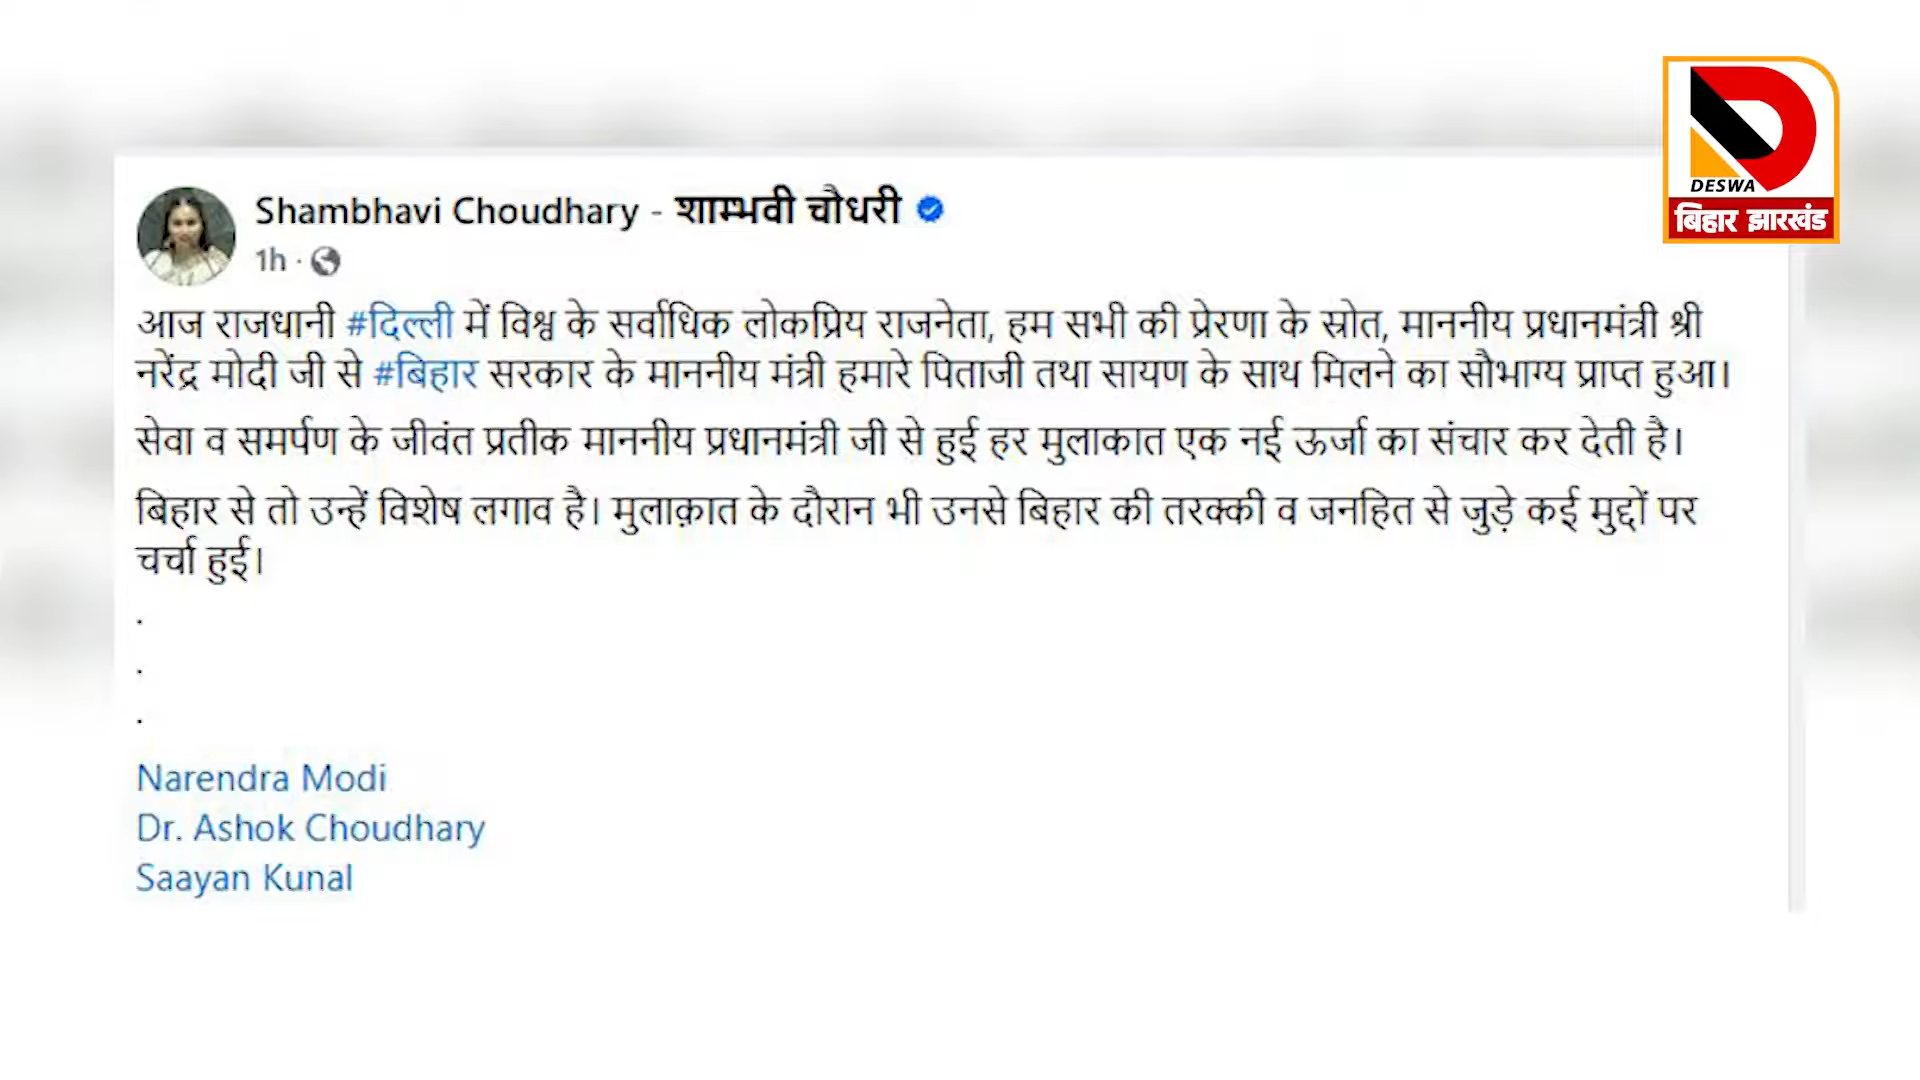 DESWA
बिहार झारखंड
Shambhavi Choudhary - शाम्भवी चौधरी
1h ·
आज राजधानी #दिल्ली में विश्व के सर्वाधिक लोकप्रिय राजनेता, हम सभी की प्रेरणा के स्रोत, माननीय प्रधानमंत्री श्री
नरेंद्र मोदी जी से #बिहार सरकार के माननीय मंत्री हमारे पिताजी तथा सायण के साथ मिलने का सौभाग्य प्राप्त हुआ।
सेवा व समर्पण के जीवंत प्रतीक माननीय प्रधानमंत्री जी से हुई हर मुलाकात एक नई ऊर्जा का संचार कर देती है।
बिहार से तो उन्हें विशेष लगाव है। मुलाक़ात के दौरान भी उनसे बिहार की तरक्की व जनहित से जुड़े कई मुद्दों पर
चर्चा हुई।
.
.
.
Narendra Modi
Dr. Ashok Choudhary
Saayan Kunal